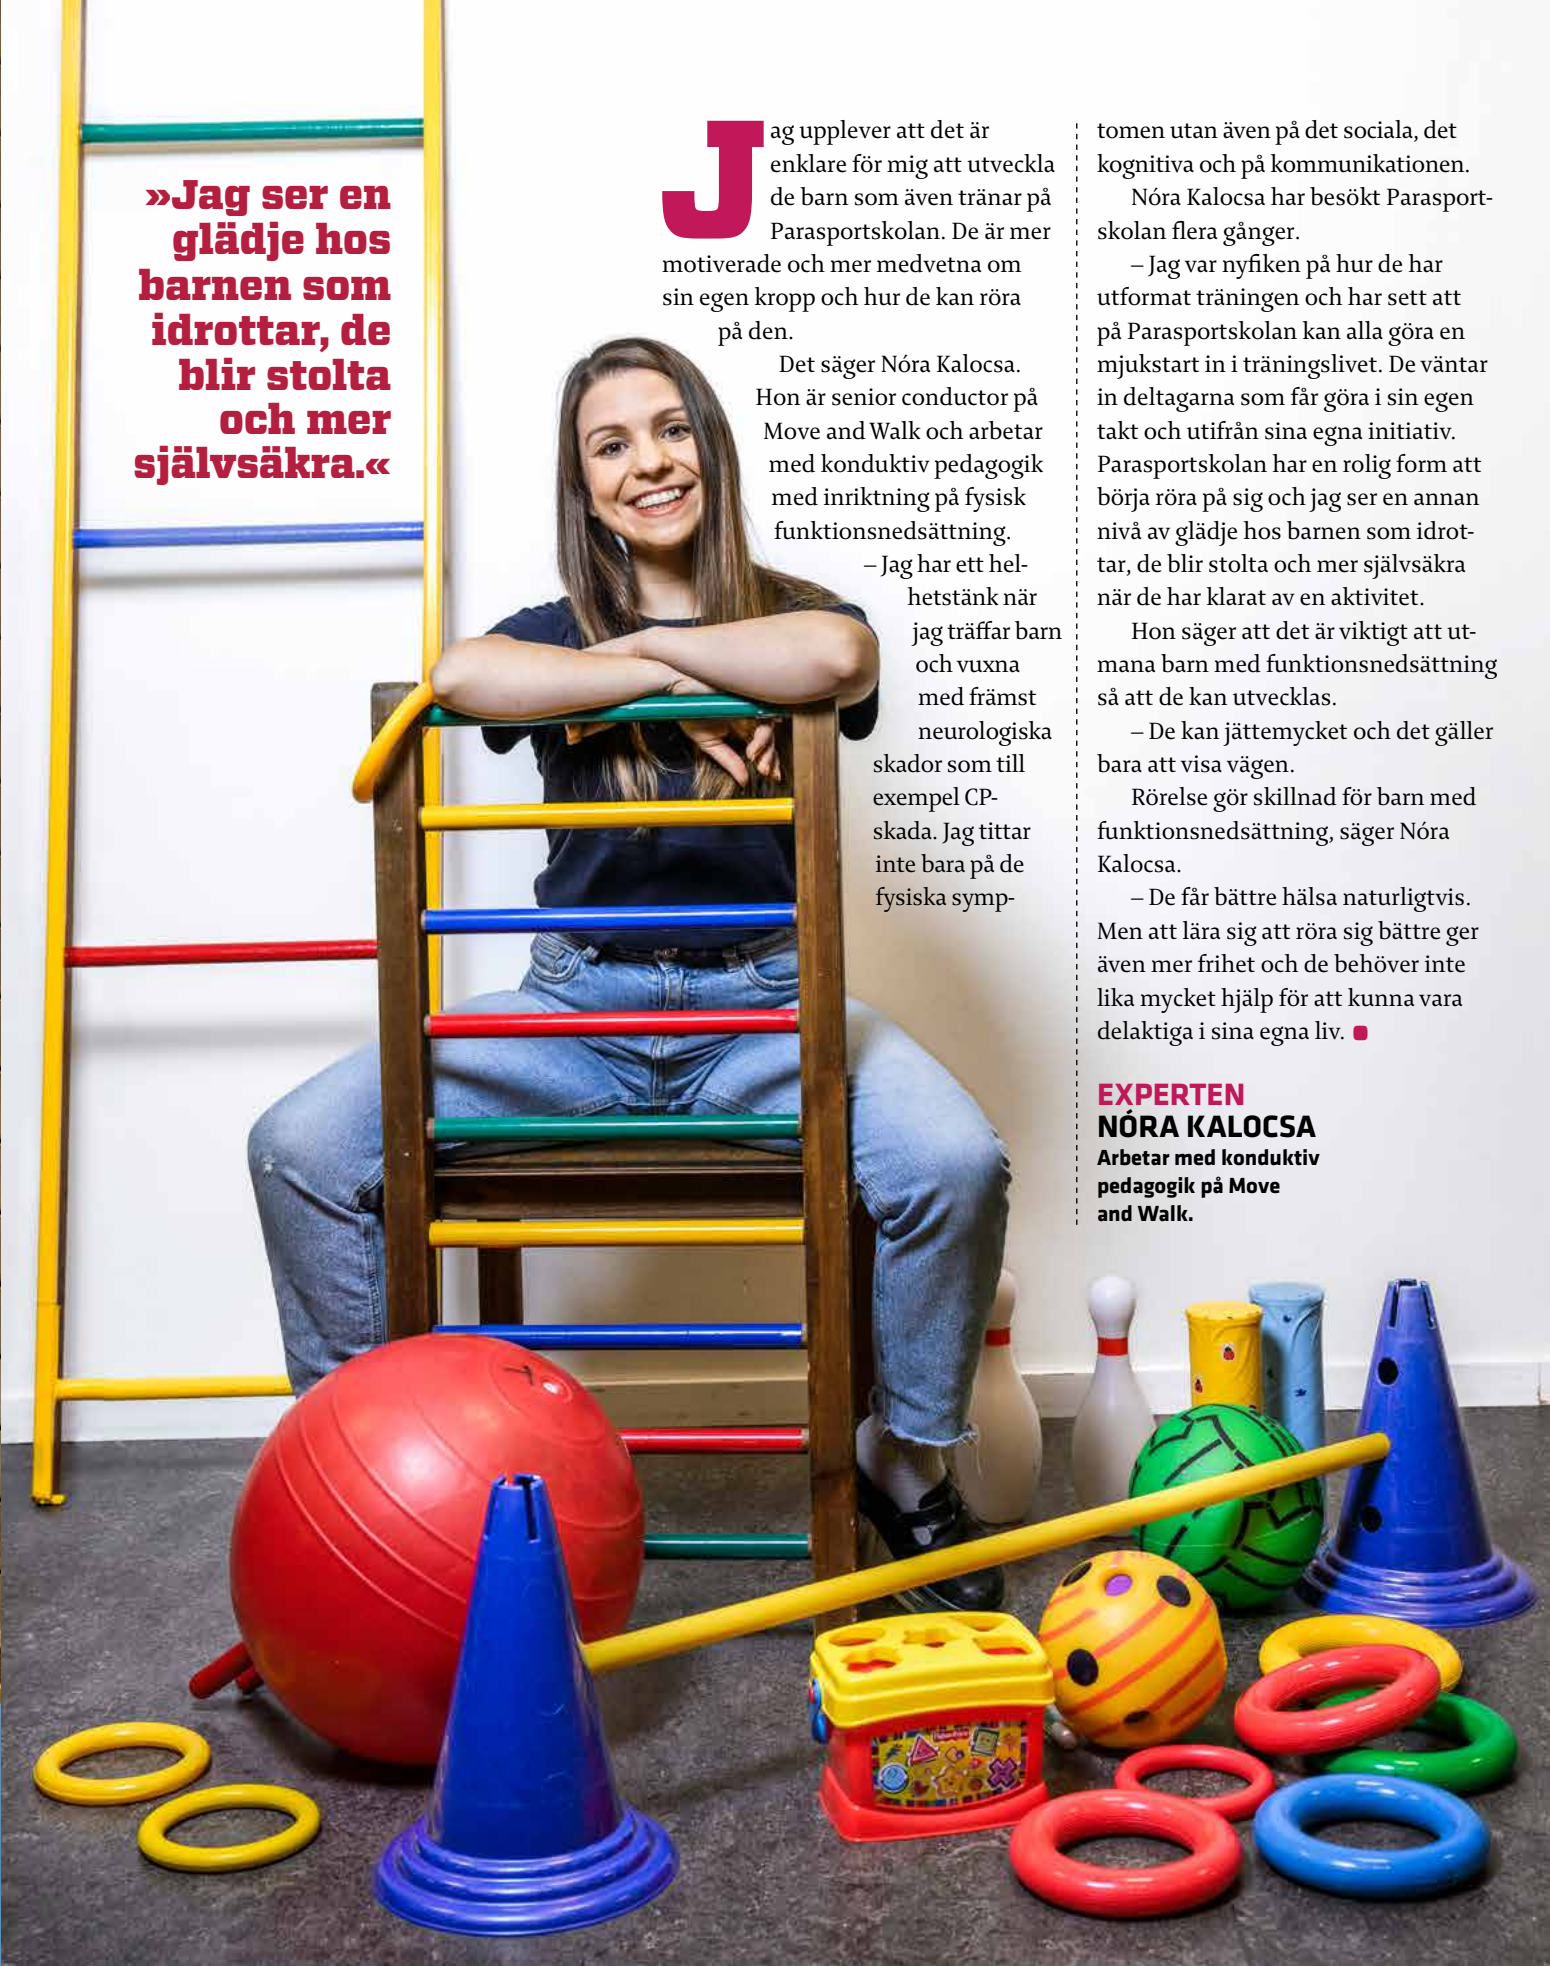 »Jag ser en
glädje hos
barnen som
idrottar, de
blir stolta
och mer
självsäkra.«
Jag upplever att det är
enklare för mig att utveckla
de barn som även tränar på
Parasportskolan. De är mer
motiverade och mer medvetna om
sin egen kropp och hur de kan röra
på den.
Det säger Nóra Kalocsa.
Hon är senior conductor på
Move and Walk och arbetar
med konduktiv pedagogik
med inriktning på fysisk
funktionsnedsättning.
– Jag har ett hel-
hetstänk när
jag träffar barn
och vuxna
med främst
neurologiska
skador som till
exempel CP-
skada. Jag tittar
inte bara på de
fysiska symp-
tomen utan även på det sociala, det
kognitiva och på kommunikationen.
Nóra Kalocsa har besökt Parasport-
skolan flera gånger.
– Jag var nyfiken på hur de har
utformat träningen och har sett att
på Parasportskolan kan alla göra en
mjukstart in i träningslivet. De väntar
in deltagarna som får göra i sin egen
takt och utifrån sina egna initiativ.
Parasportskolan har en rolig form att
börja röra på sig och jag ser en annan
nivå av glädje hos barnen som idrot-
tar, de blir stolta och mer självsäkra
när de har klarat av en aktivitet.
Hon säger att det är viktigt att ut-
mana barn med funktionsnedsättning
så att de kan utvecklas.
– De kan jättemycket och det gäller
bara att visa vägen.
Rörelse gör skillnad för barn med
funktionsnedsättning, säger Nóra
Kalocsa.
– De får bättre hälsa naturligtvis.
Men att lära sig att röra sig bättre ger
även mer frihet och de behöver inte
lika mycket hjälp för att kunna vara
delaktiga i sina egna liv.
EXPERTEN
NÓRA KALOCSA
Arbetar med konduktiv
pedagogik på Move
and Walk.